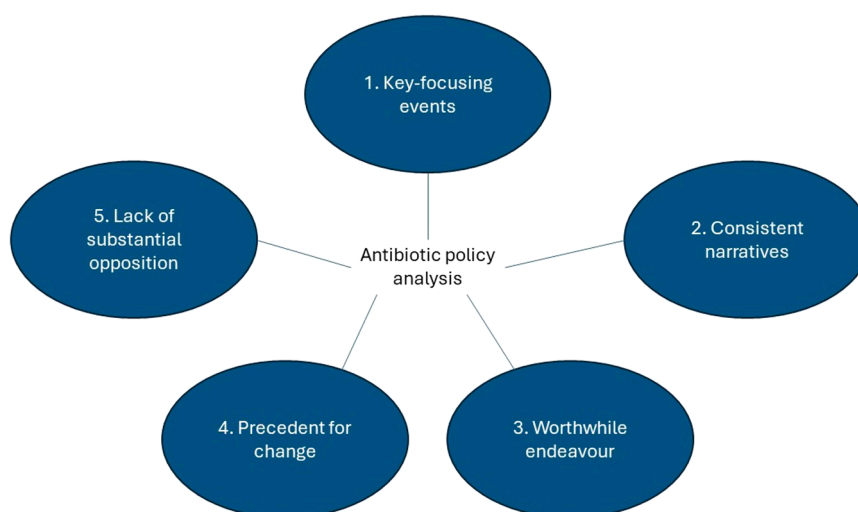 1. Key-focusing
events
5. Lack of
substantial
opposition
2. Consistent
narratives
Antibiotic policy
analysis
4. Precedent for
change
3. Worthwhile
endeavour